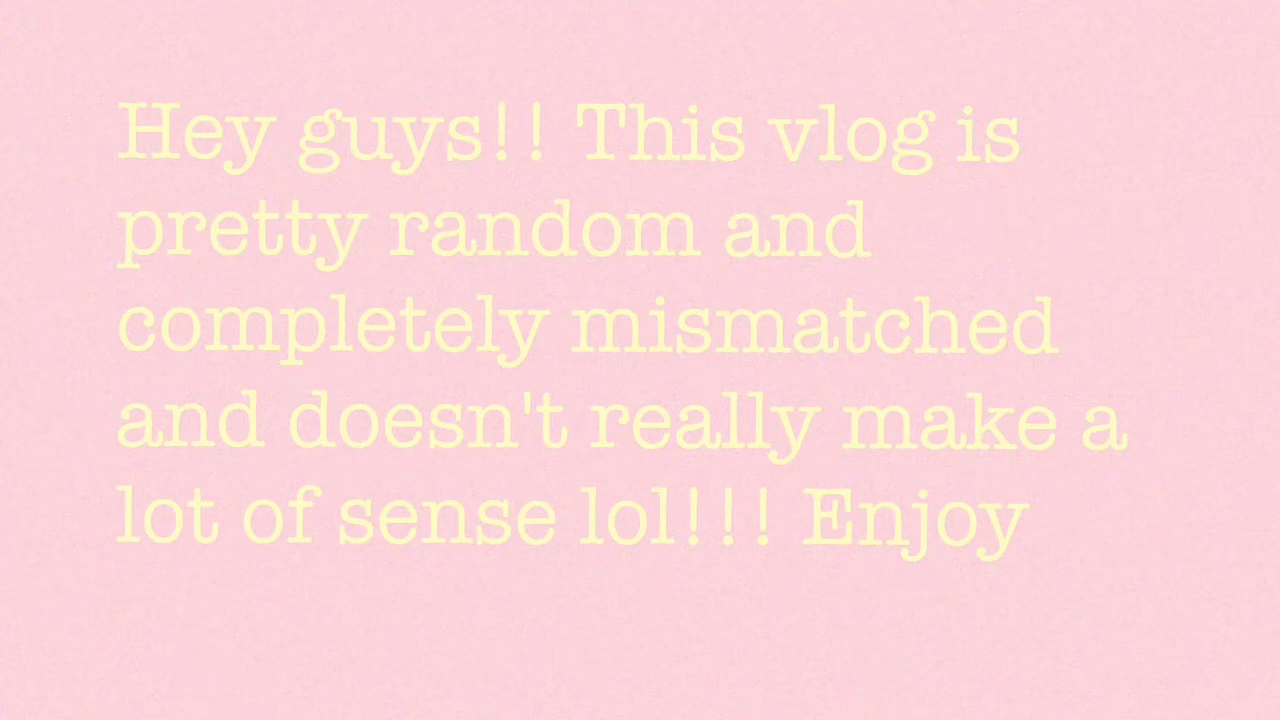 Hey guys!! This vlog is
pretty random and
completely mismatched
and doesn't really make a
lot of sense lol!!! Enjoy